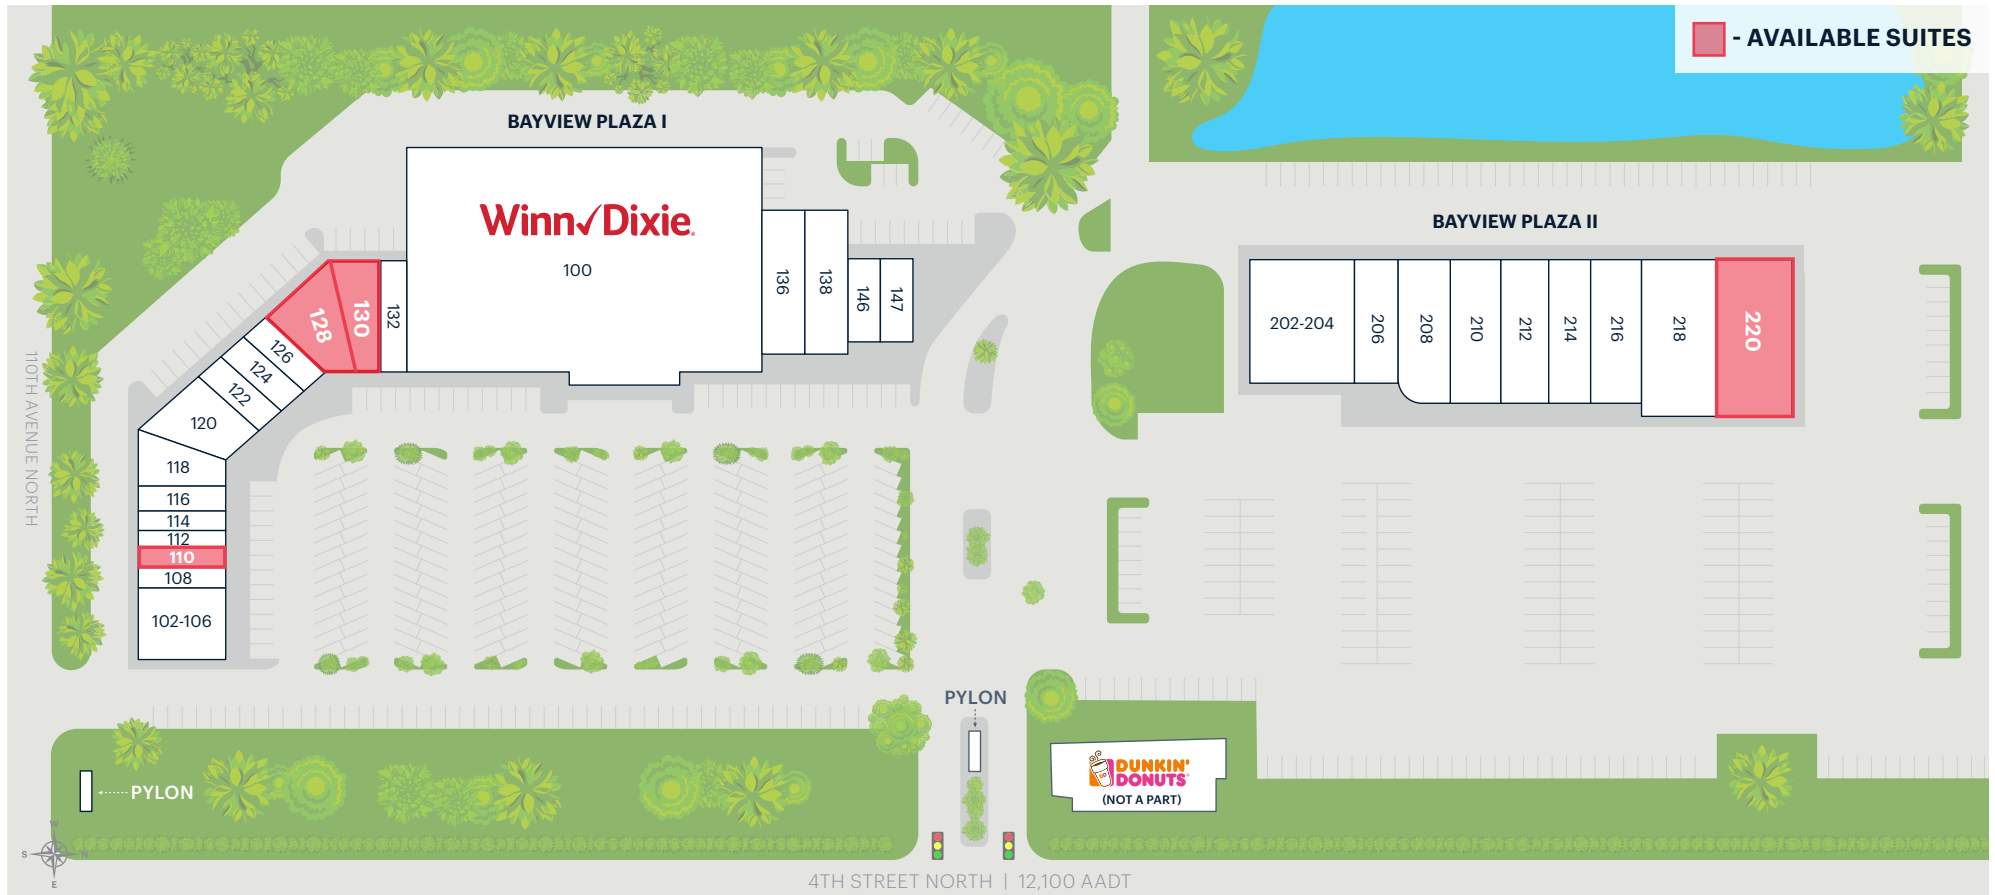 - AVAILABLE SUITES
BAYVIEW PLAZA I
Winn Dixie
100
BAYVIEW PLAZA II
136
138
146
147
132
130
128
126
124
122
120
118
116
114
112
110
108
102-106
202-204
206
208
210
212
214
216
218
220
110TH AVENUE NORTH
PYLON
PYLON
DUNKIN'
DONUTS
(NOT A PART)
W
S
N
E
4TH STREET NORTH | 12,100 AADT